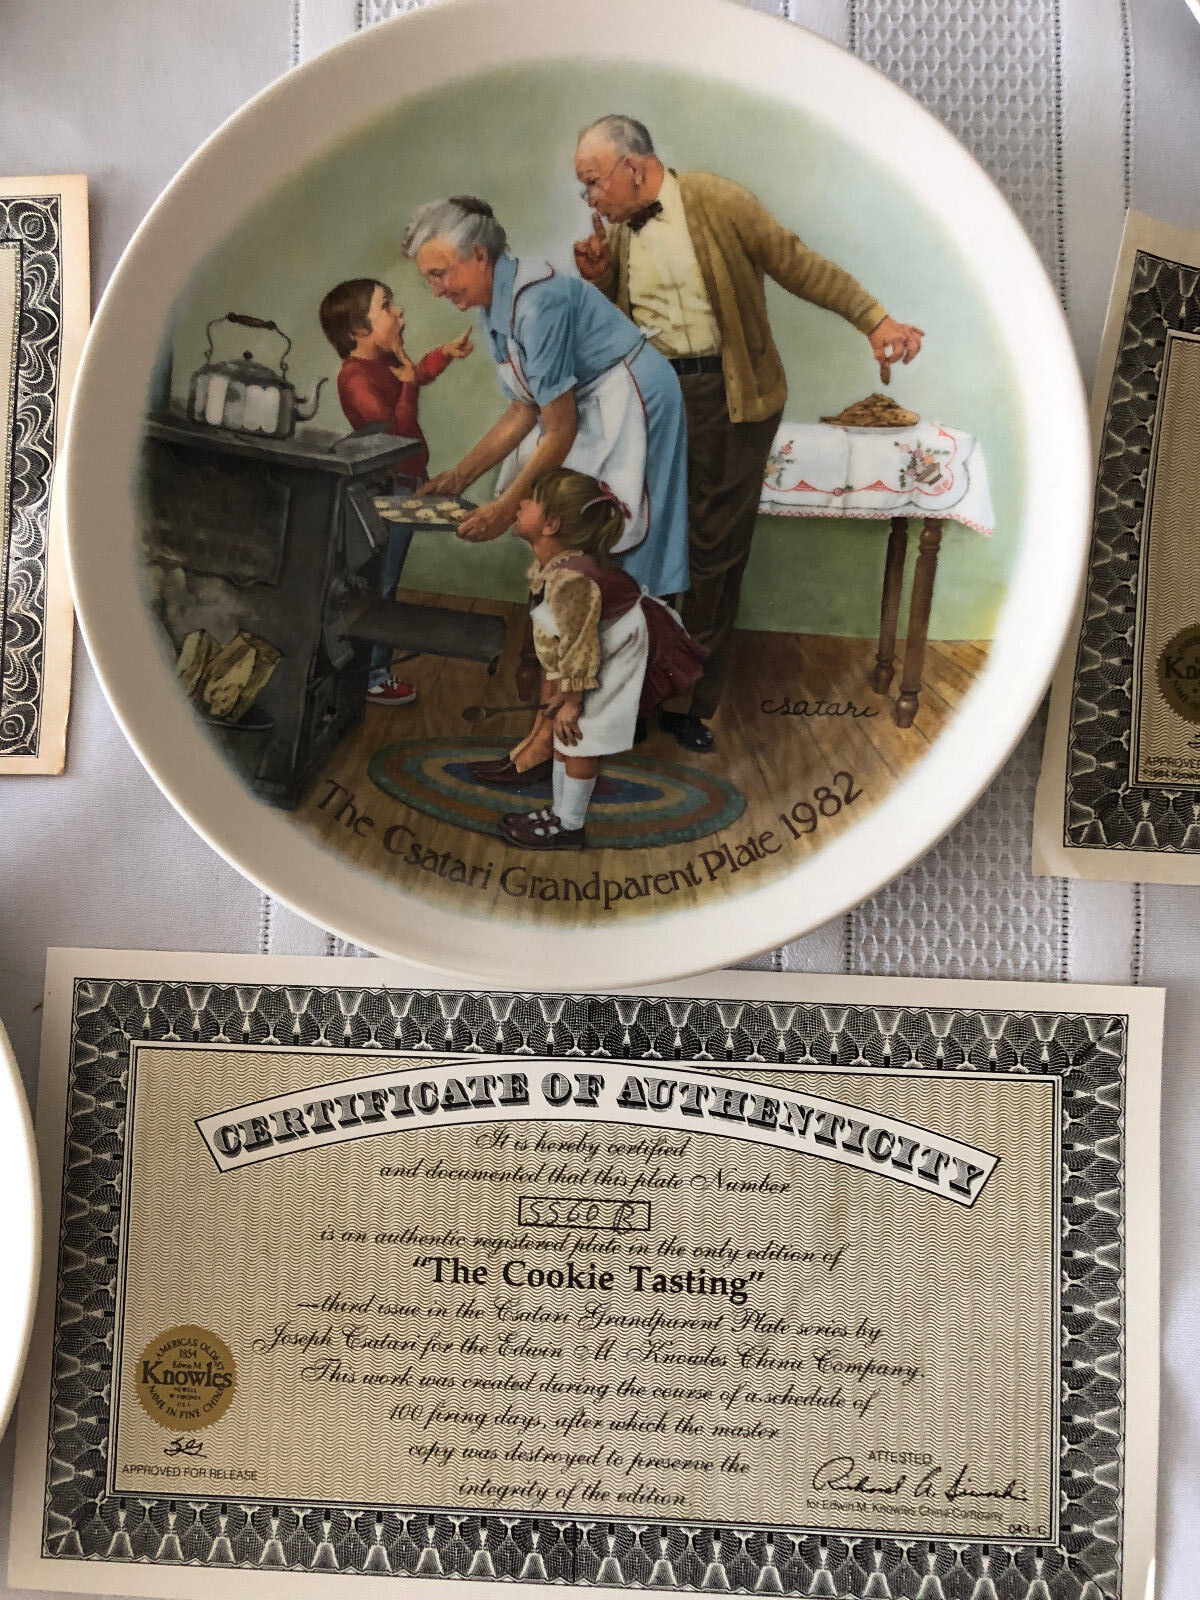 csatari
The Csatari Grandparent Plate 1982
CERTIFICATE OF AUTHENTICITY
It is hereby certified
and documented that this plate Number
5560 B
is an authentic registered plate in the only edition of
"The Cookie Tasting"
—third issue in the Csatari Grandparent Plate series by
Joseph Csatari for the Edwin M. Knowles China Company.
This work was created during the course of a schedule of
100 firing days, after which the master
copy was destroyed to preserve the
integrity of the edition.
AMERICA'S OLDEST
1854
Edwin M.
Knowles
NEWELL
W VIRGINIA
U S A
NAME IN FINE CHINA
APPROVED FOR RELEASE
ATTESTED
for Edwin M. Knowles China Company
043-C
Kno
APPROVE